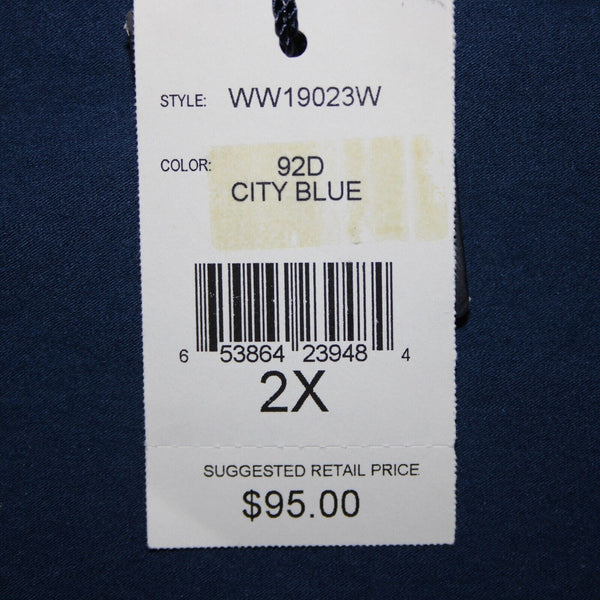 STYLE: WW19023W
COLOR: 92D
CITY BLUE
6 53864 23948 4
2X
SUGGESTED RETAIL PRICE
$95.00